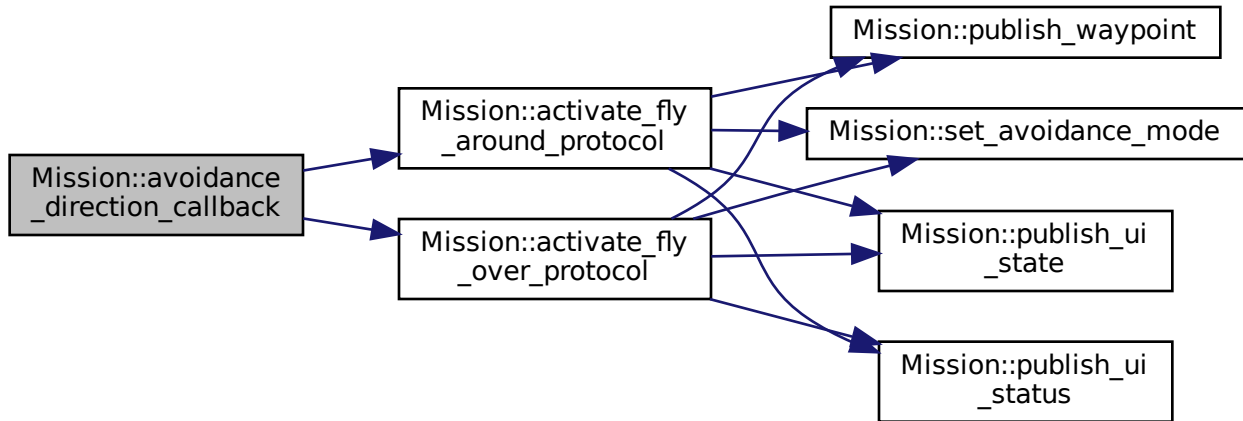 Mission::avoidance
_direction_callback
Mission::activate_fly
_around_protocol
Mission::activate_fly
_over_protocol
Mission::publish_waypoint
Mission::set_avoidance_mode
Mission::publish_ui
_state
Mission::publish_ui
_status